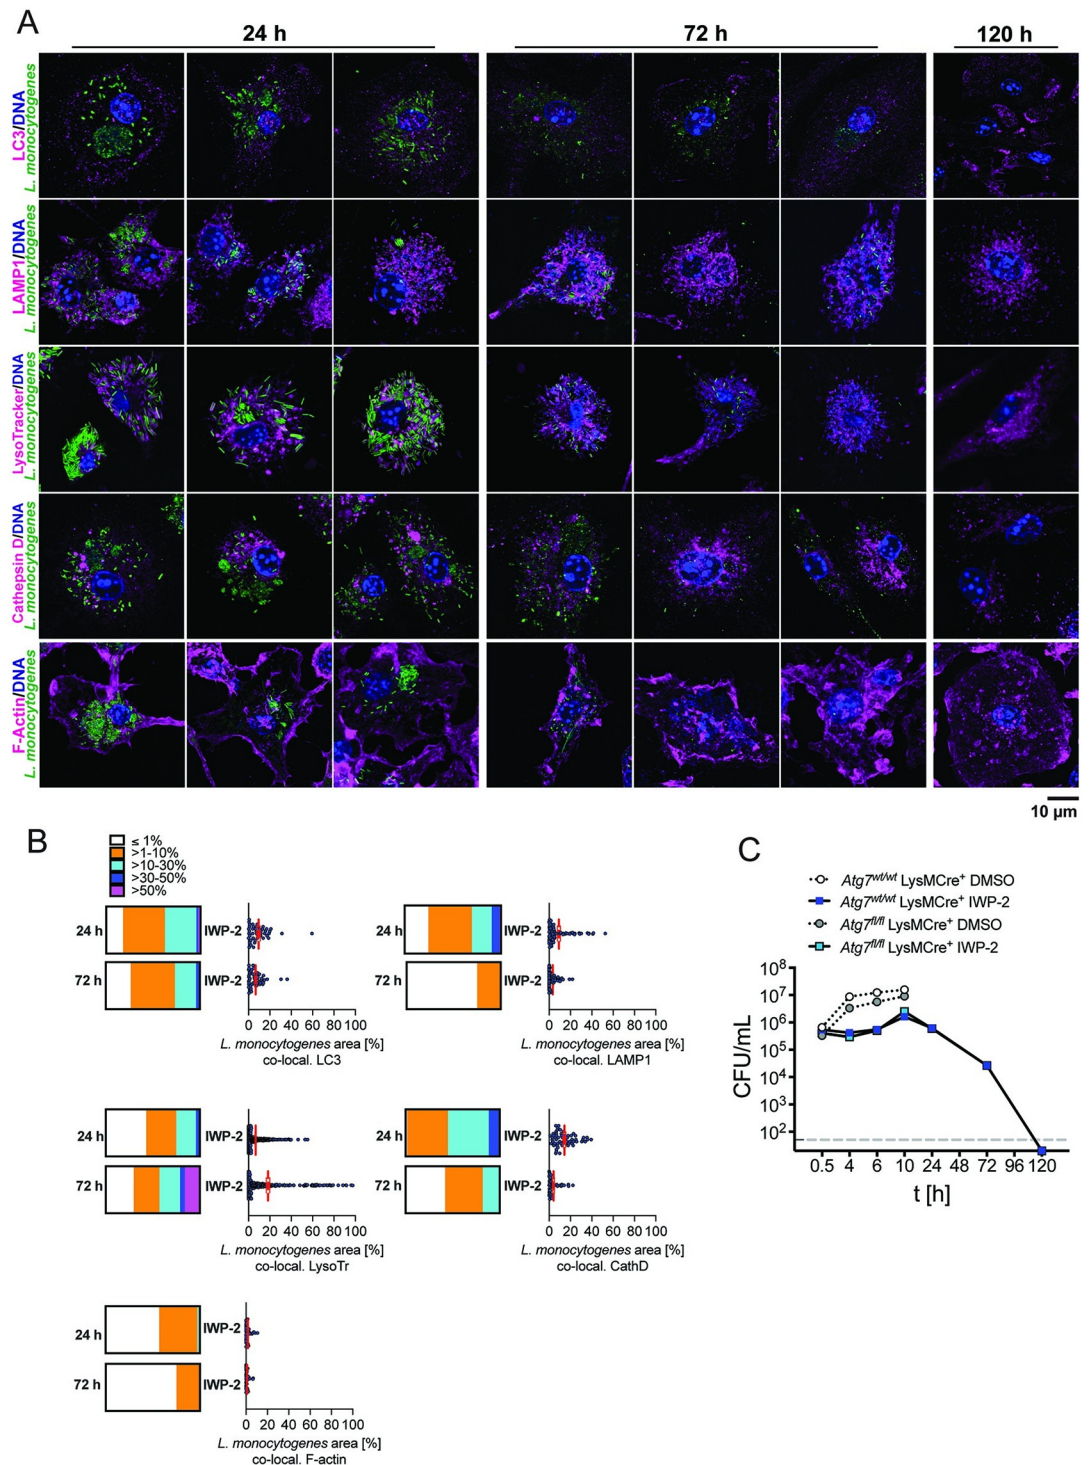 A
24 h
72 h
120 h
LC3/DNA
L. monocytogenes
LAMP1/DNA
L. monocytogenes
LysoTracker/DNA
L. monocytogenes
Cathepsin D/DNA
L. monocytogenes
F-Actin/DNA
L. monocytogenes
10 µm
B
≤ 1%
>1-10%
>10-30%
>30-50%
>50%
24 h IWP-2
72 h IWP-2
0 20 40 60 80 100
L. monocytogenes area [%]
co-local. LC3
24 h IWP-2
72 h IWP-2
0 20 40 60 80 100
L. monocytogenes area [%]
co-local. LAMP1
24 h IWP-2
72 h IWP-2
0 20 40 60 80 100
L. monocytogenes area [%]
co-local. LysoTr
24 h IWP-2
72 h IWP-2
0 20 40 60 80 100
L. monocytogenes area [%]
co-local. CathD
24 h IWP-2
72 h IWP-2
0 20 40 60 80 100
L. monocytogenes area [%]
co-local. F-actin
C
Atg7wt/wt LysMCre+ DMSO
Atg7wt/wt LysMCre+ IWP-2
Atg7fl/fl LysMCre+ DMSO
Atg7fl/fl LysMCre+ IWP-2
10⁸
10⁷
10⁶
10⁵
10⁴
10³
10²
CFU/mL
0.5 4 6 10 24 48 72 96 120
t [h]